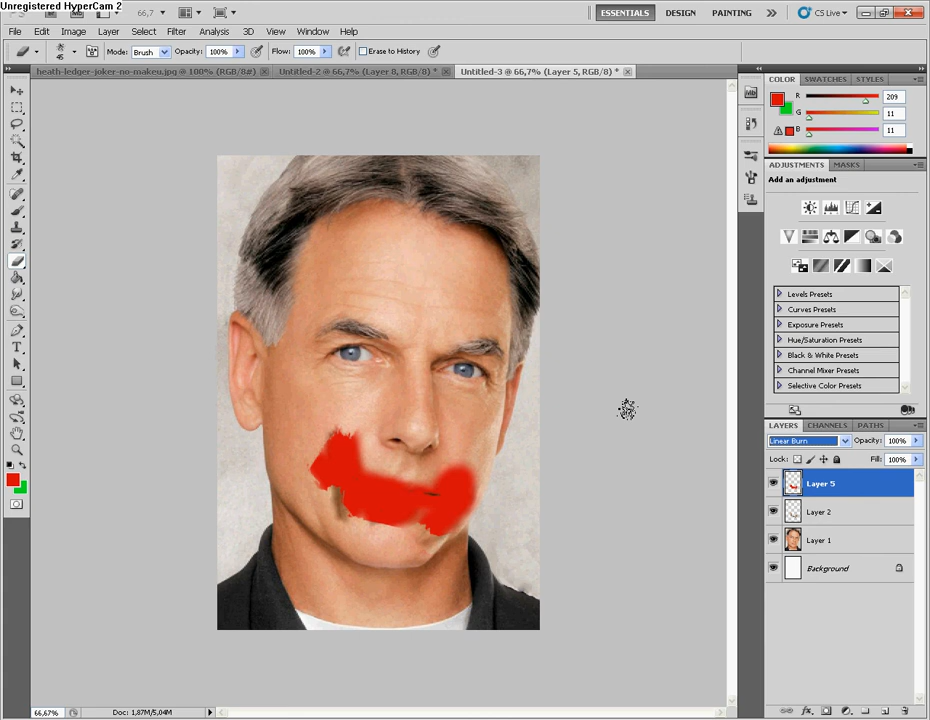 Unregistered HyperCam 2
66,7
ESSENTIALS DESIGN PAINTING CS Live
File Edit Image Layer Select Filter Analysis 3D View Window Help
45 Mode: Brush Opacity: 100% Flow: 100% Erase to History
heath-ledger-joker-no-makeu.jpg @ 100% (RGB/8#) Untitled-2 @ 66,7% (Layer 8, RGB/8) * Untitled-3 @ 66,7% (Layer 5, RGB/8) *
COLOR SWATCHES STYLES
R 209
G 11
B 11
ADJUSTMENTS MASKS
Add an adjustment
Levels Presets
Curves Presets
Exposure Presets
Hue/Saturation Presets
Black & White Presets
Channel Mixer Presets
Selective Color Presets
LAYERS CHANNELS PATHS
Linear Burn Opacity: 100%
Lock: Fill: 100%
Layer 5
Layer 2
Layer 1
Background
66,67% Doc: 1,87M/5,04M